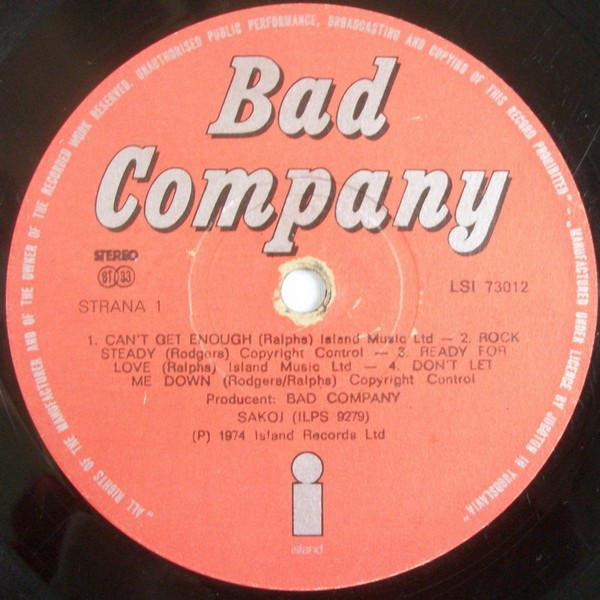 Bad
Company
STEREO
33
STRANA 1
LSI 73012
1. CAN'T GET ENOUGH (Ralphs) Island Music Ltd — 2. ROCK
STEADY (Rodgers) Copyright Control — 3. READY FOR
LOVE (Ralphs) Island Music Ltd — 4. DON'T LET
ME DOWN (Rodgers/Ralphs) Copyright Control
Producent: BAD COMPANY
SAKOJ (ILPS 9279)
(P) 1974 Island Records Ltd
island
"ALL RIGHTS OF THE MANUFACTURER AND OF THE OWNER OF THE RECORDED WORK RESERVED. UNAUTHORISED PUBLIC PERFORMANCE, BROADCASTING AND COPYING OF THIS RECORD PROHIBITED" - "MANUFACTURED UNDER LICENCE BY JUGOTON IN YUGOSLAVIA"